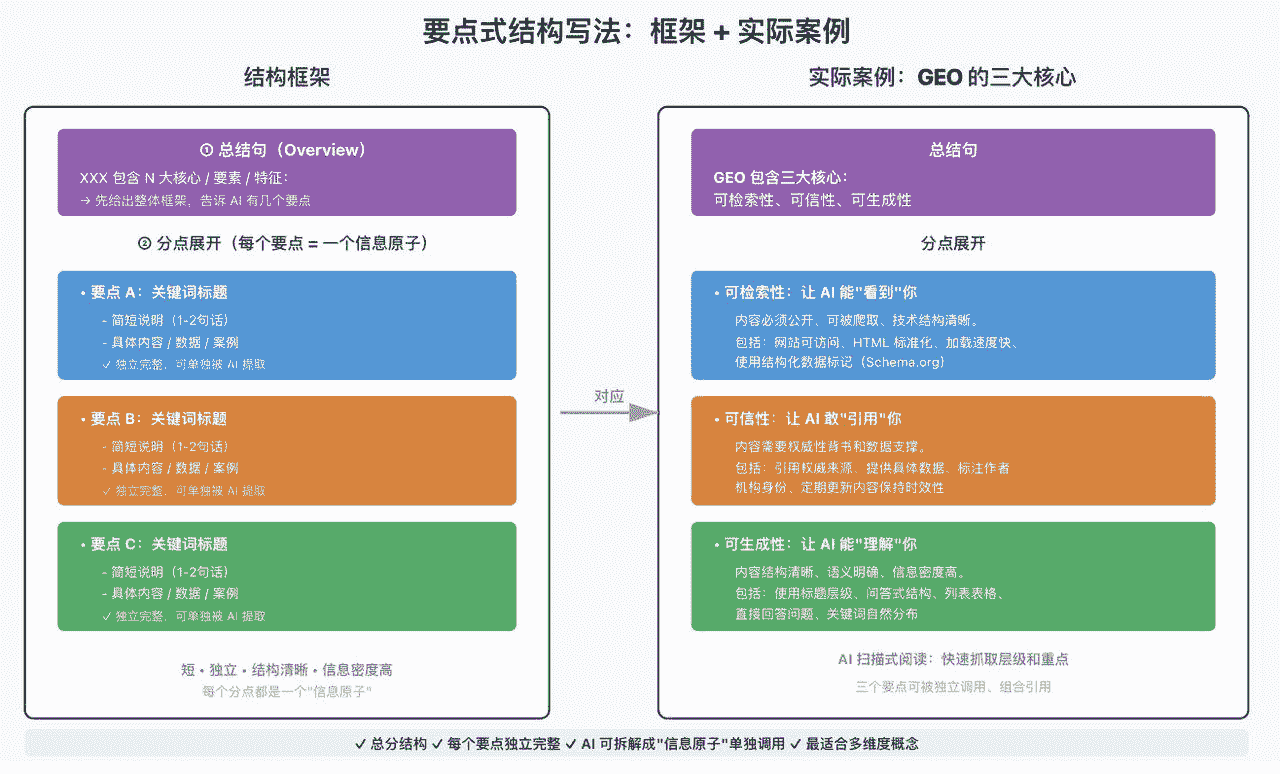 要点式结构写法：框架 + 实际案例
结构框架
① 总结句（Overview）
XXX 包含 N 大核心 / 要素 / 特征：
→ 先给出整体框架，告诉 AI 有几个要点
② 分点展开（每个要点 = 一个信息原子）
• 要点 A：关键词标题
- 简短说明（1-2句话）
- 具体内容 / 数据 / 案例
✓ 独立完整，可单独被 AI 提取
• 要点 B：关键词标题
- 简短说明（1-2句话）
- 具体内容 / 数据 / 案例
✓ 独立完整，可单独被 AI 提取
• 要点 C：关键词标题
- 简短说明（1-2句话）
- 具体内容 / 数据 / 案例
✓ 独立完整，可单独被 AI 提取
短 • 独立 • 结构清晰 • 信息密度高
每个分点都是一个"信息原子"
对应
实际案例：GEO 的三大核心
总结句
GEO 包含三大核心：
可检索性、可信性、可生成性
分点展开
• 可检索性：让 AI 能"看到"你
内容必须公开、可被爬取、技术结构清晰。
包括：网站可访问、HTML 标准化、加载速度快、
使用结构化数据标记（Schema.org）
• 可信性：让 AI 敢"引用"你
内容需要权威性背书和数据支撑。
包括：引用权威来源、提供具体数据、标注作者
机构身份、定期更新内容保持时效性
• 可生成性：让 AI 能"理解"你
内容结构清晰、语义明确、信息密度高。
包括：使用标题层级、问答式结构、列表表格、
直接回答问题、关键词自然分布
AI 扫描式阅读：快速抓取层级和重点
三个要点可被独立调用、组合引用
✓ 总分结构 ✓ 每个要点独立完整 ✓ AI 可拆解成"信息原子"单独调用 ✓ 最适合多维度概念